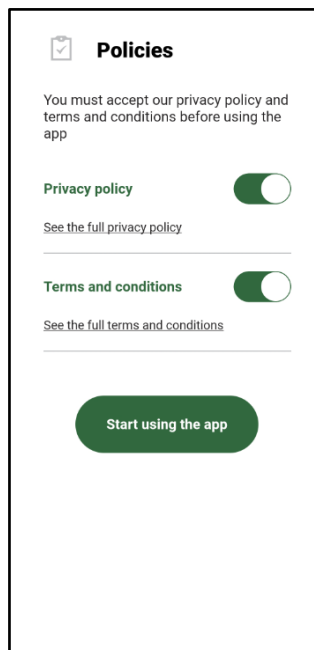 Policies
You must accept our privacy policy and
terms and conditions before using the
app
Privacy policy
See the full privacy policy
Terms and conditions
See the full terms and conditions
Start using the app